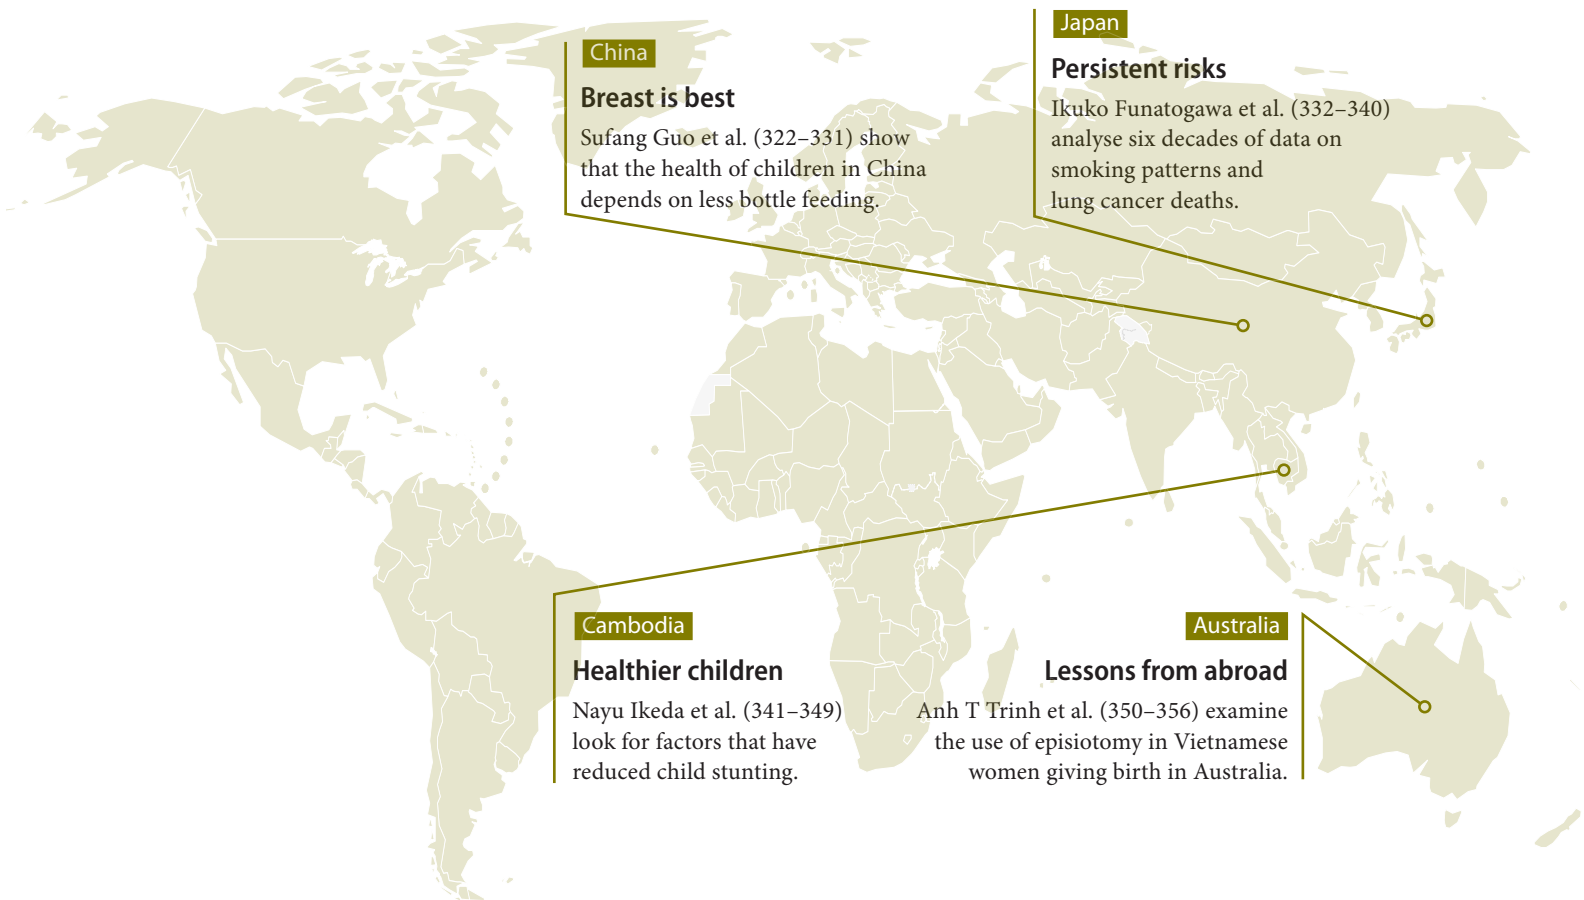 China
Breast is best
Sufang Guo et al. (322–331) show
that the health of children in China
depends on less bottle feeding.
Japan
Persistent risks
Ikuko Funatogawa et al. (332–340)
analyse six decades of data on
smoking patterns and
lung cancer deaths.
Cambodia
Healthier children
Nayu Ikeda et al. (341–349)
look for factors that have
reduced child stunting.
Australia
Lessons from abroad
Anh T Trinh et al. (350–356) examine
the use of episiotomy in Vietnamese
women giving birth in Australia.